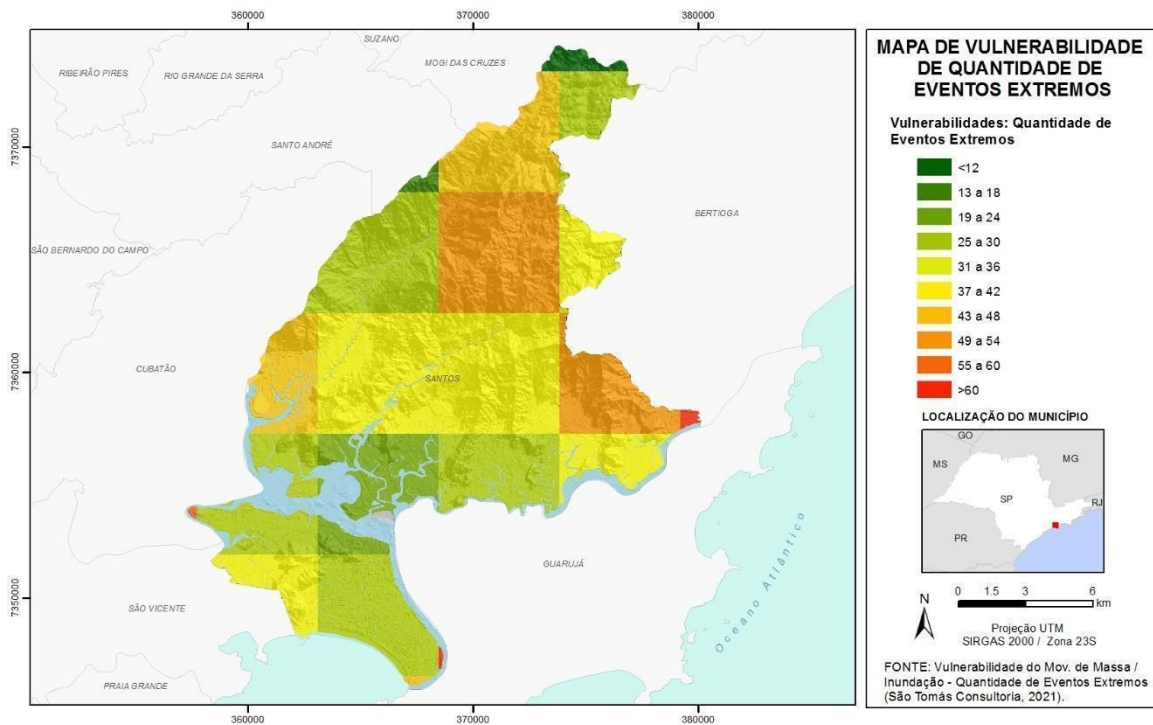 360000
370000
380000
SUZANO
MOGI DAS CRUZES
RIBEIRÃO PIRES
RIO GRANDE DA SERRA
7370000
7370000
SANTO ANDRÉ
BERTIOGA
SÃO BERNARDO DO CAMPO
7360000
7360000
CUBATÃO
SANTOS
GUARUJÁ
Oceano Atlântico
7350000
7350000
SÃO VICENTE
PRAIA GRANDE
360000
370000
380000
MAPA DE VULNERABILIDADE
DE QUANTIDADE DE
EVENTOS EXTREMOS
Vulnerabilidades: Quantidade de
Eventos Extremos
<12
13 a 18
19 a 24
25 a 30
31 a 36
37 a 42
43 a 48
49 a 54
55 a 60
>60
LOCALIZAÇÃO DO MUNICÍPIO
GO
MS
MG
SP
RJ
PR
N
0 1.5 3 6
km
Projeção UTM
SIRGAS 2000 / Zona 23S
FONTE: Vulnerabilidade do Mov. de Massa /
Inundação - Quantidade de Eventos Extremos
(São Tomás Consultoria, 2021).